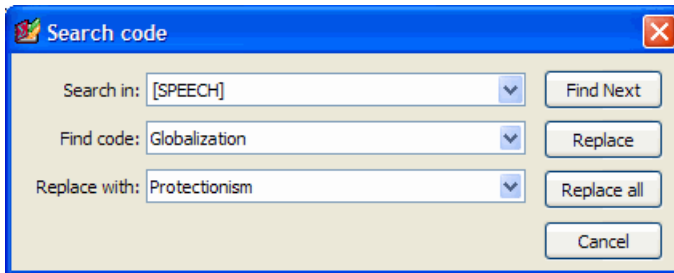 Search code
Search in: [SPEECH] Find Next
Find code: Globalization Replace
Replace with: Protectionism Replace all
Cancel